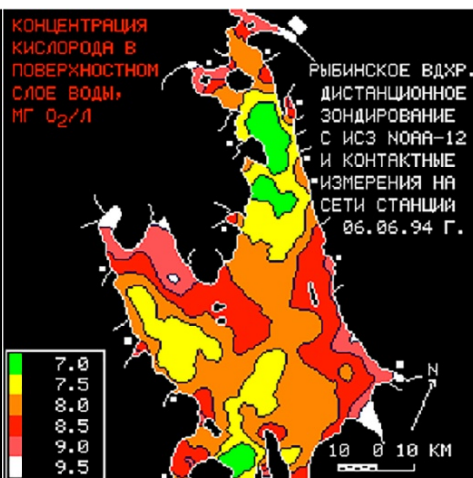 КОНЦЕНТРАЦИЯ
КИСЛОРОДА В
ПОВЕРХНОСТНОМ
СЛОЕ ВОДЫ,
МГ O₂/Л
РЫБИНСКОЕ ВДХР.
ДИСТАНЦИОННОЕ
ЗОНДИРОВАНИЕ
С ИСЗ NOAA-12
И КОНТАКТНЫЕ
ИЗМЕРЕНИЯ НА
СЕТИ СТАНЦИЙ
06.06.94 Г.
7.0
7.5
8.0
8.5
9.0
9.5
N
10 0 10 КМ